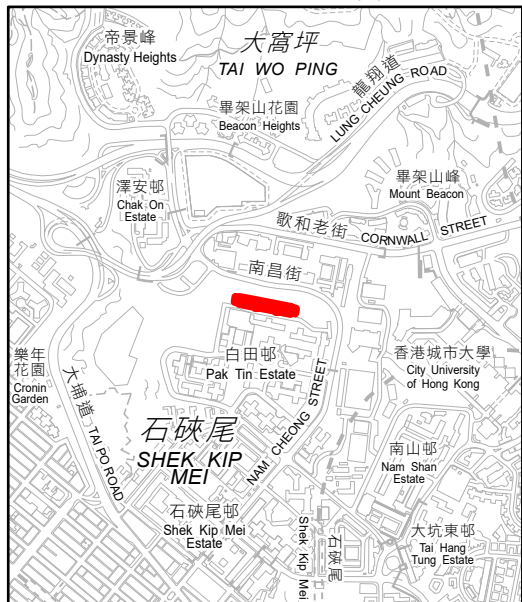 帝景峰
Dynasty Heights
大窩坪
TAI WO PING
龍翔道
LUNG CHEUNG ROAD
畢架山花園
Beacon Heights
澤安邨
Chak On
Estate
畢架山峰
Mount Beacon
歌和老街 CORNWALL STREET
南昌街
樂年
花園
Cronin
Garden
大埔道 TAI PO ROAD
白田邨
Pak Tin Estate
香港城市大學
City University
of Hong Kong
石硤尾
SHEK KIP
MEI
NAM CHEONG STREET
南山邨
Nam Shan
Estate
石硤尾邨
Shek Kip Mei
Estate
Shek Kip Mei
石硤尾
大坑東邨
Tai Hang
Tung Estate